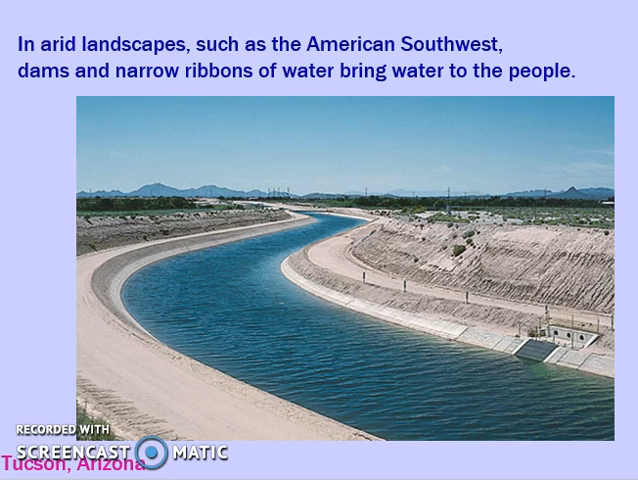 In arid landscapes, such as the American Southwest,
dams and narrow ribbons of water bring water to the people.
RECORDED WITH
SCREENCAST MATIC
Tucson, Arizona